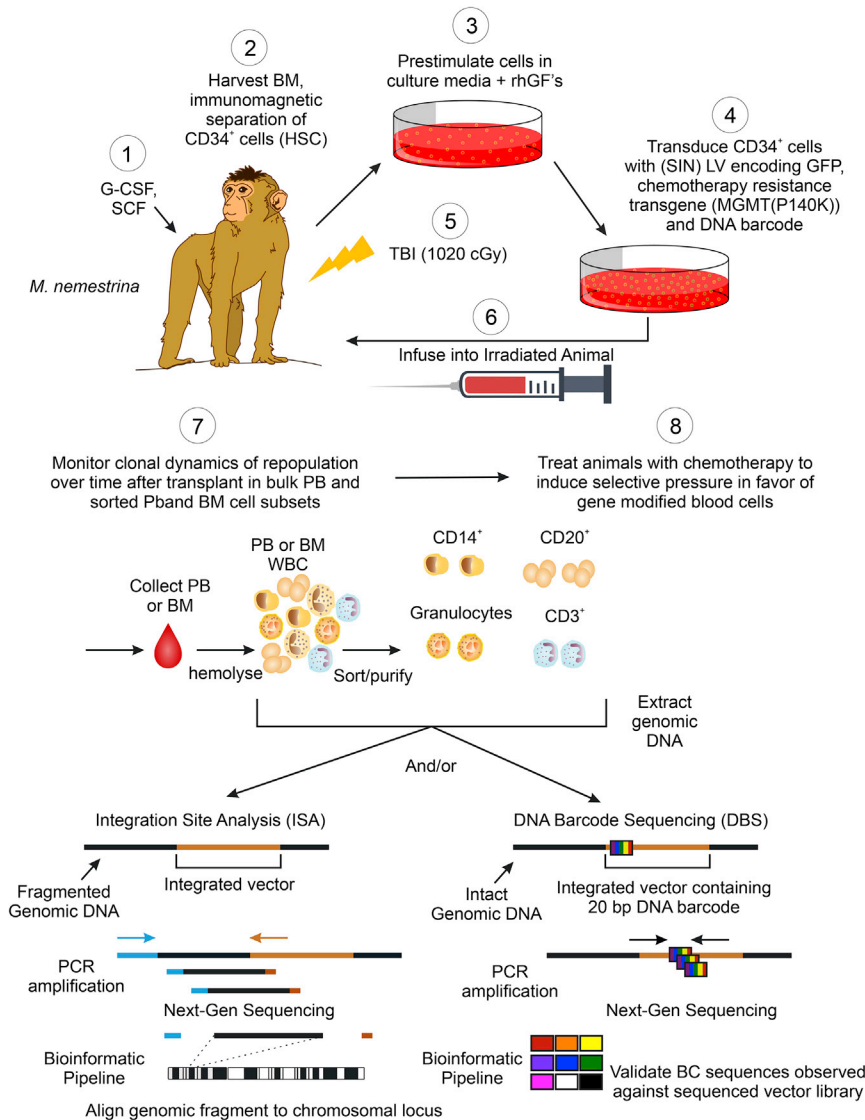 1
G-CSF,
SCF
2
Harvest BM,
immunomagnetic
separation of
CD34⁺ cells (HSC)
3
Prestimulate cells in
culture media + rhGF's
4
Transduce CD34⁺ cells
with (SIN) LV encoding GFP,
chemotherapy resistance
transgene (MGMT(P140K))
and DNA barcode
M. nemestrina
5
TBI (1020 cGy)
6
Infuse into Irradiated Animal
7
Monitor clonal dynamics of repopulation
over time after transplant in bulk PB and
sorted Pband BM cell subsets
8
Treat animals with chemotherapy to
induce selective pressure in favor of
gene modified blood cells
Collect PB
or BM
hemolyse
PB or BM
WBC
Sort/purify
CD14⁺
CD20⁺
Granulocytes
CD3⁺
Extract
genomic
DNA
And/or
Integration Site Analysis (ISA)
Fragmented
Genomic DNA
Integrated vector
PCR
amplification
Next-Gen Sequencing
Bioinformatic
Pipeline
Align genomic fragment to chromosomal locus
DNA Barcode Sequencing (DBS)
Intact
Genomic DNA
Integrated vector containing
20 bp DNA barcode
PCR
amplification
Next-Gen Sequencing
Bioinformatic
Pipeline
Validate BC sequences observed
against sequenced vector library